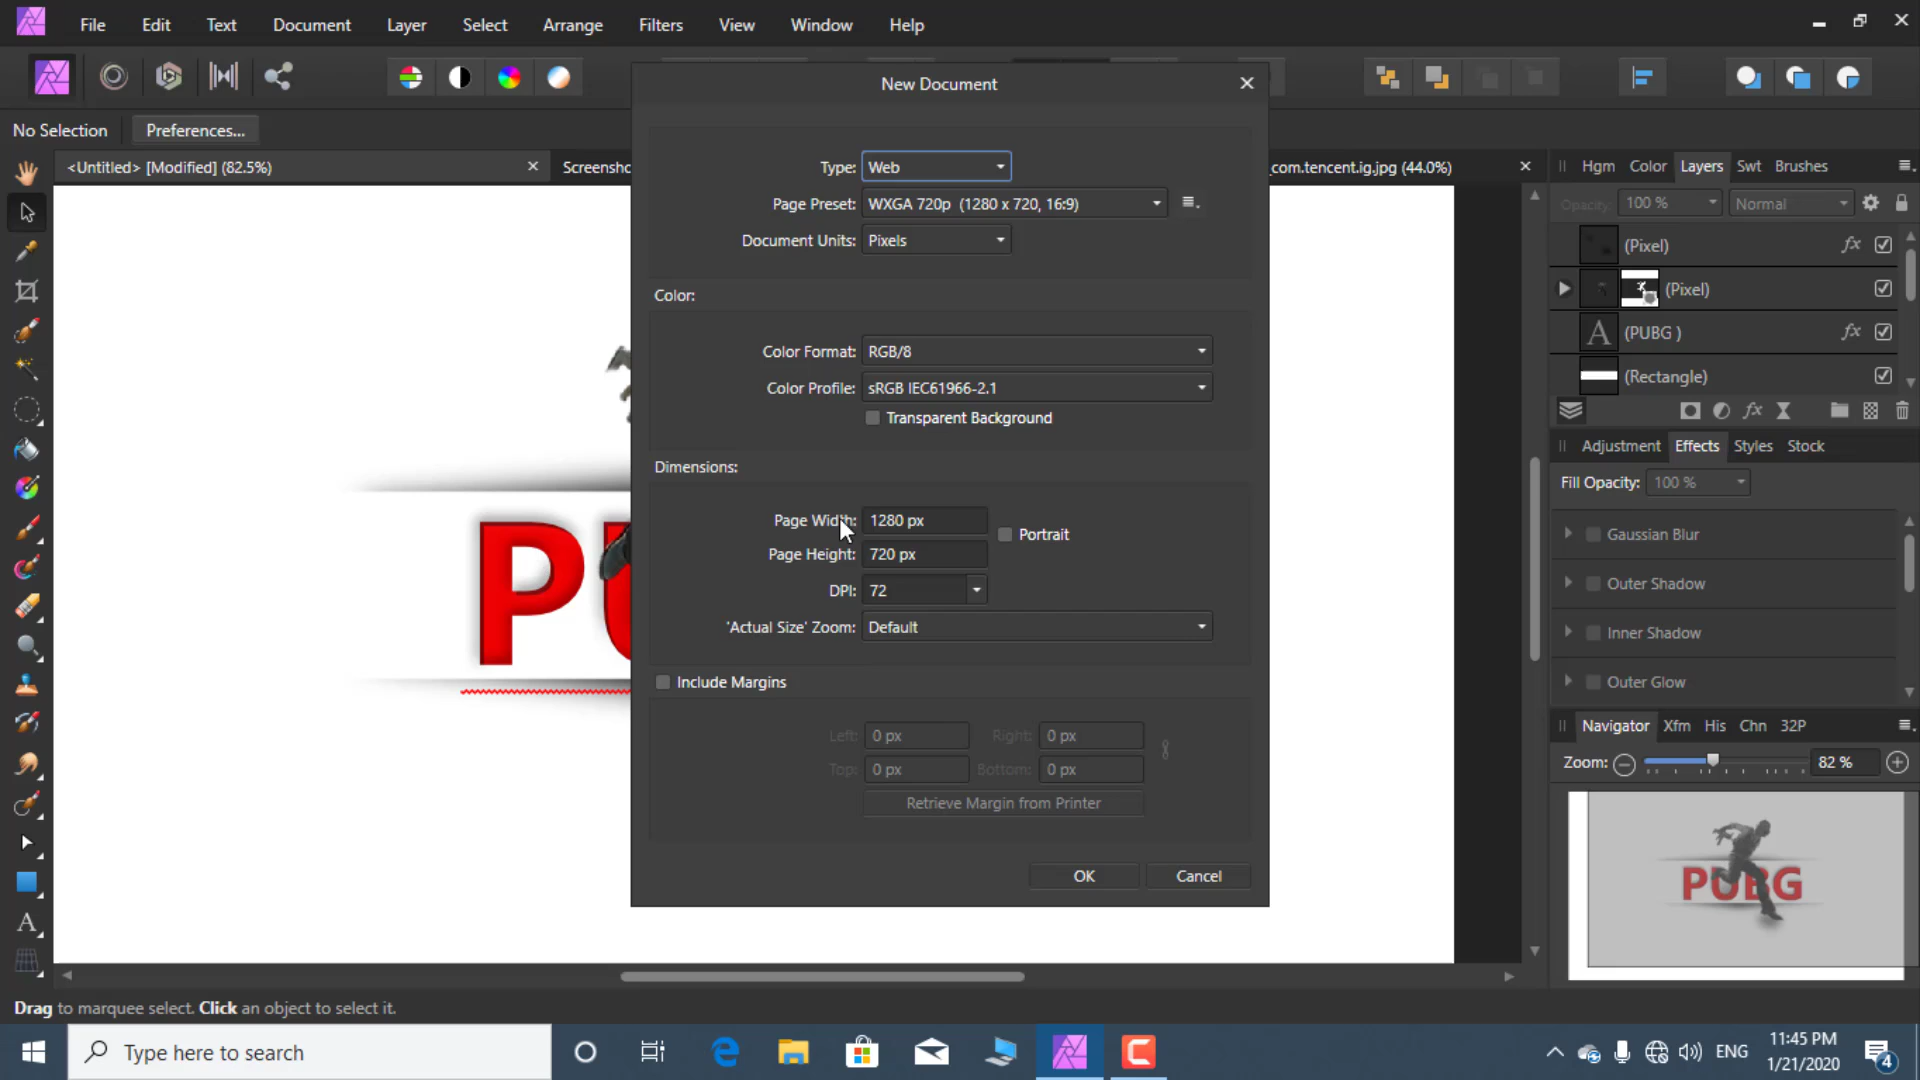 File Edit Text Document Layer Select Arrange Filters View Window Help
New Document
No Selection Preferences...
<Untitled> [Modified] (82.5%)
Screensho
_com.tencent.ig.jpg (44.0%)
Hgm Color Layers Swt Brushes
Type: Web
Page Preset: WXGA 720p (1280 x 720, 16:9)
Document Units: Pixels
Opacity: 100 % Normal
(Pixel)
(Pixel)
A (PUBG )
(Rectangle)
Color:
Color Format: RGB/8
Color Profile: sRGB IEC61966-2.1
Transparent Background
Adjustment Effects Styles Stock
Fill Opacity: 100 %
Gaussian Blur
Outer Shadow
Inner Shadow
Outer Glow
Dimensions:
Page Width: 1280 px
Portrait
Page Height: 720 px
DPI: 72
'Actual Size' Zoom: Default
Include Margins
Left: 0 px Right: 0 px
Top: 0 px Bottom: 0 px
Retrieve Margin from Printer
OK Cancel
PU
Navigator Xfm His Chn 32P
Zoom: 82 %
PUBG
Drag to marquee select. Click an object to select it.
Type here to search
ENG
11:45 PM
1/21/2020
4